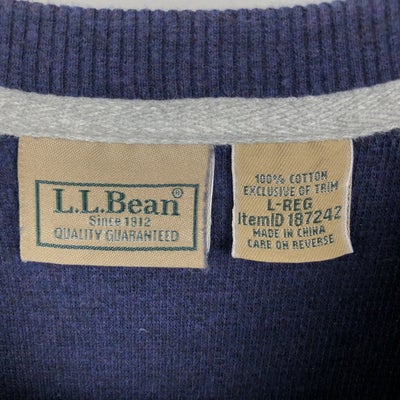 L.L.Bean®
Since 1912
QUALITY GUARANTEED
100% COTTON
EXCLUSIVE OF TRIM
L-REG
ItemID 187242
MADE IN CHINA
CARE ON REVERSE